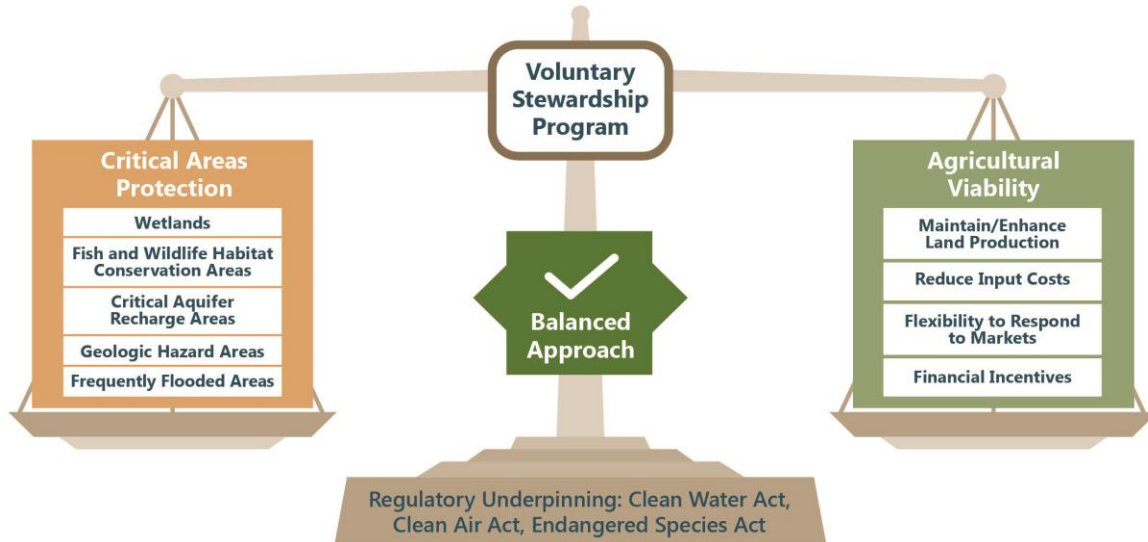 Voluntary
Stewardship
Program
Critical Areas
Protection
Wetlands
Fish and Wildlife Habitat
Conservation Areas
Critical Aquifer
Recharge Areas
Geologic Hazard Areas
Frequently Flooded Areas
Balanced
Approach
Agricultural
Viability
Maintain/Enhance
Land Production
Reduce Input Costs
Flexibility to Respond
to Markets
Financial Incentives
Regulatory Underpinning: Clean Water Act,
Clean Air Act, Endangered Species Act